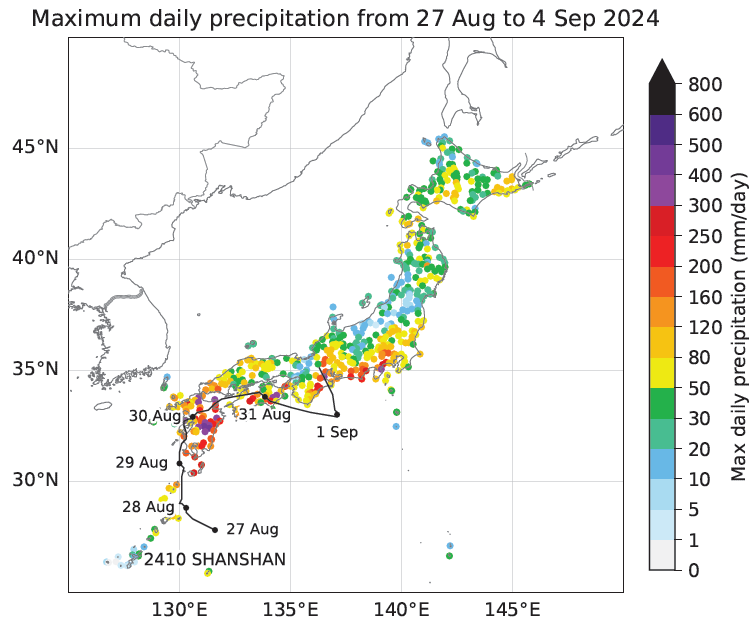 Maximum daily precipitation from 27 Aug to 4 Sep 2024
45°N
40°N
35°N
30°N
130°E
135°E
140°E
145°E
30 Aug
31 Aug
1 Sep
29 Aug
28 Aug
27 Aug
2410 SHANSHAN
800
600
500
400
300
250
200
160
120
80
50
30
20
10
5
1
0
Max daily precipitation (mm/day)